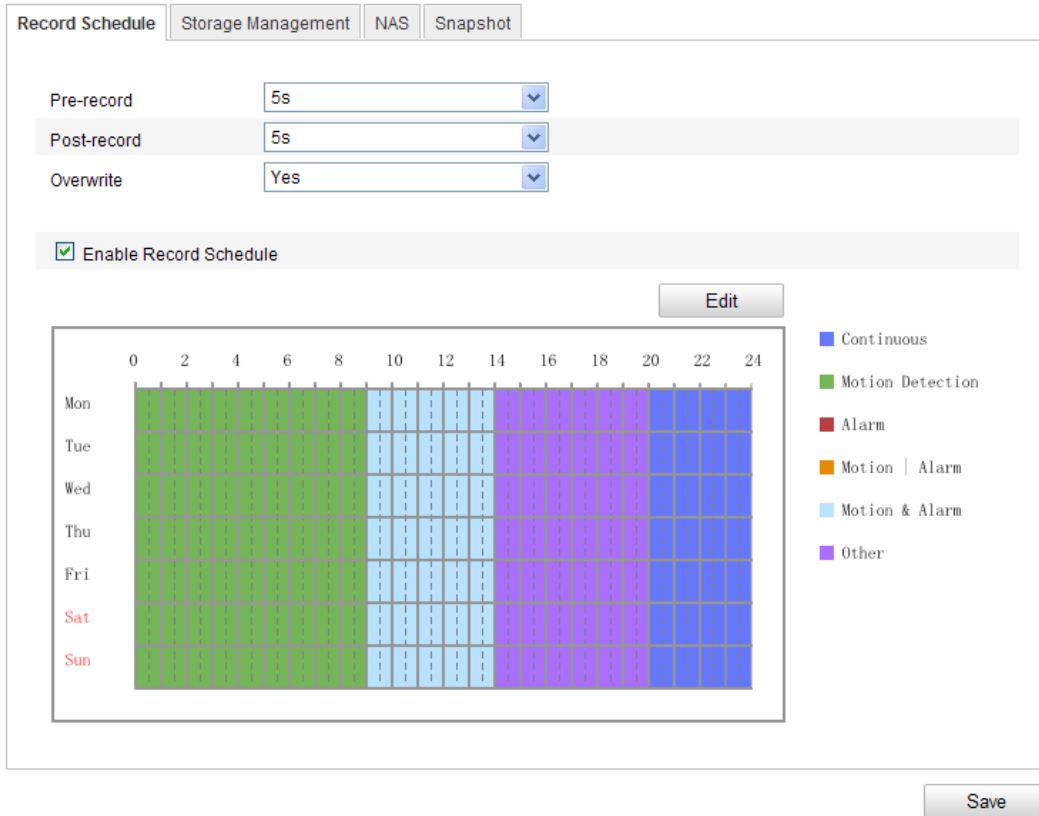 Record Schedule Storage Management NAS Snapshot
Pre-record 5s
Post-record 5s
Overwrite Yes
Enable Record Schedule
Edit
0 2 4 6 8 10 12 14 16 18 20 22 24
Mon
Tue
Wed
Thu
Fri
Sat
Sun
Continuous
Motion Detection
Alarm
Motion | Alarm
Motion & Alarm
Other
Save